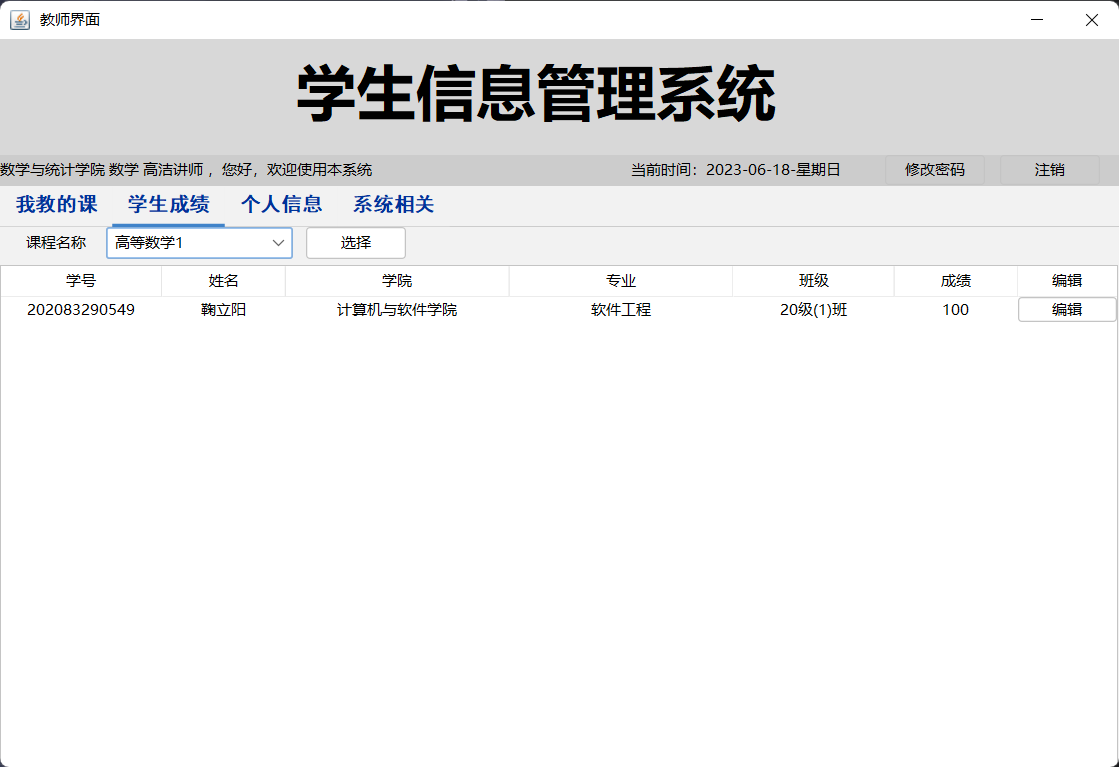 教师界面
学生信息管理系统
数学与统计学院 数学 高洁讲师 ，您好，欢迎使用本系统 当前时间：2023-06-18-星期日 修改密码 注销
我教的课 学生成绩 个人信息 系统相关
课程名称 高等数学1 选择
学号 姓名 学院 专业 班级 成绩 编辑
202083290549 鞠立阳 计算机与软件学院 软件工程 20级(1)班 100 编辑